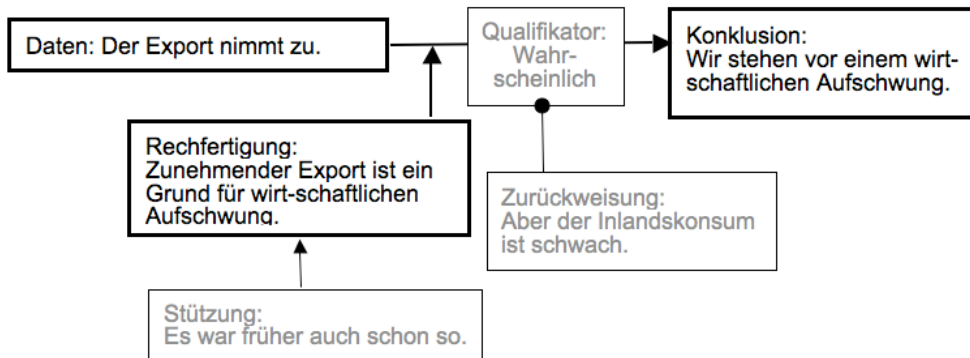 Daten: Der Export nimmt zu.
Qualifikator:
Wahr-
scheinlich
Konklusion:
Wir stehen vor einem wirt-
schaftlichen Aufschwung.
Rechfertigung:
Zunehmender Export ist ein
Grund für wirt-schaftlichen
Aufschwung.
Zurückweisung:
Aber der Inlandskonsum
ist schwach.
Stützung:
Es war früher auch schon so.